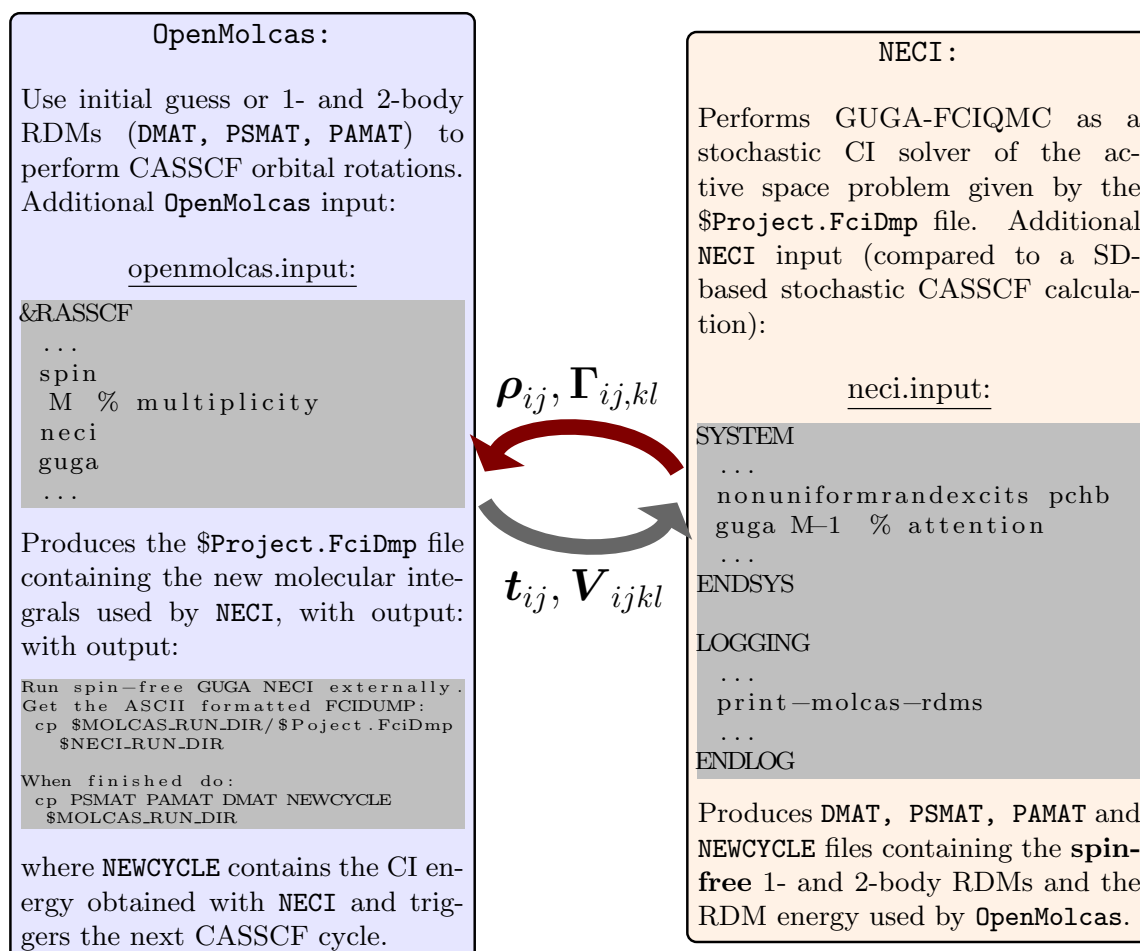 OpenMolcas:
Use initial guess or 1- and 2-body
RDMs (DMAT, PSMAT, PAMAT) to
perform CASSCF orbital rotations.
Additional OpenMolcas input:
openmolcas.input:
&RASSCF
...
spin
M % multiplicity
neci
guga
...
Produces the $Project.FciDmp file
containing the new molecular inte-
grals used by NECI, with output:
with output:
Run spin−free GUGA NECI externally.
Get the ASCII formatted FCIDUMP:
cp $MOLCAS_RUN_DIR/$Poject.FciDmp
$NECI_RUN_DIR
When finished do:
cp PSMAT PAMAT DMAT NEWCYCLE
$MOLCAS_RUN_DIR
where NEWCYCLE contains the CI en-
ergy obtained with NECI and trig-
gers the next CASSCF cycle.
ρij, Γij,kl
tij, Vijkl
NECI:
Performs GUGA-FCIQMC as a
stochastic CI solver of the ac-
tive space problem given by the
$Project.FciDmp file. Additional
NECI input (compared to a SD-
based stochastic CASSCF calcula-
tion):
neci.input:
SYSTEM
...
nonuniformrandexcits pchb
guga M−1 % attention
...
ENDSYS
LOGGING
...
print−molcas−rdms
...
ENDLOG
Produces DMAT, PSMAT, PAMAT and
NEWCYCLE files containing the spin-
free 1- and 2-body RDMs and the
RDM energy used by OpenMolcas.